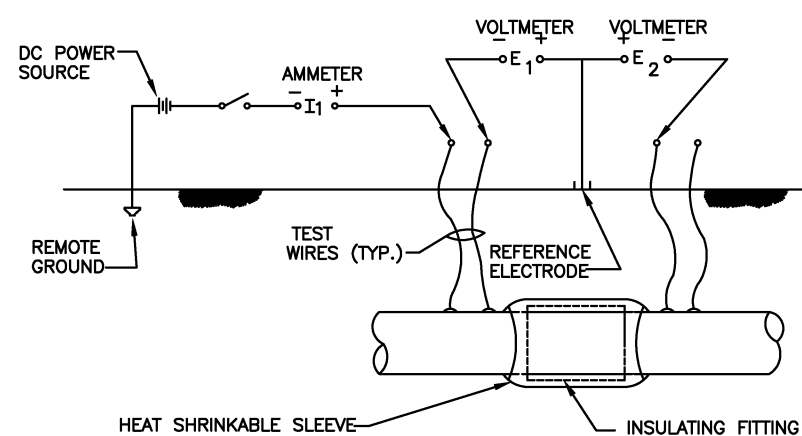 VOLTMETER VOLTMETER
− + + −
E1 E2
DC POWER
SOURCE
AMMETER
− +
I1
TEST
WIRES (TYP.)
REMOTE
GROUND
REFERENCE
ELECTRODE
HEAT SHRINKABLE SLEEVE
INSULATING FITTING